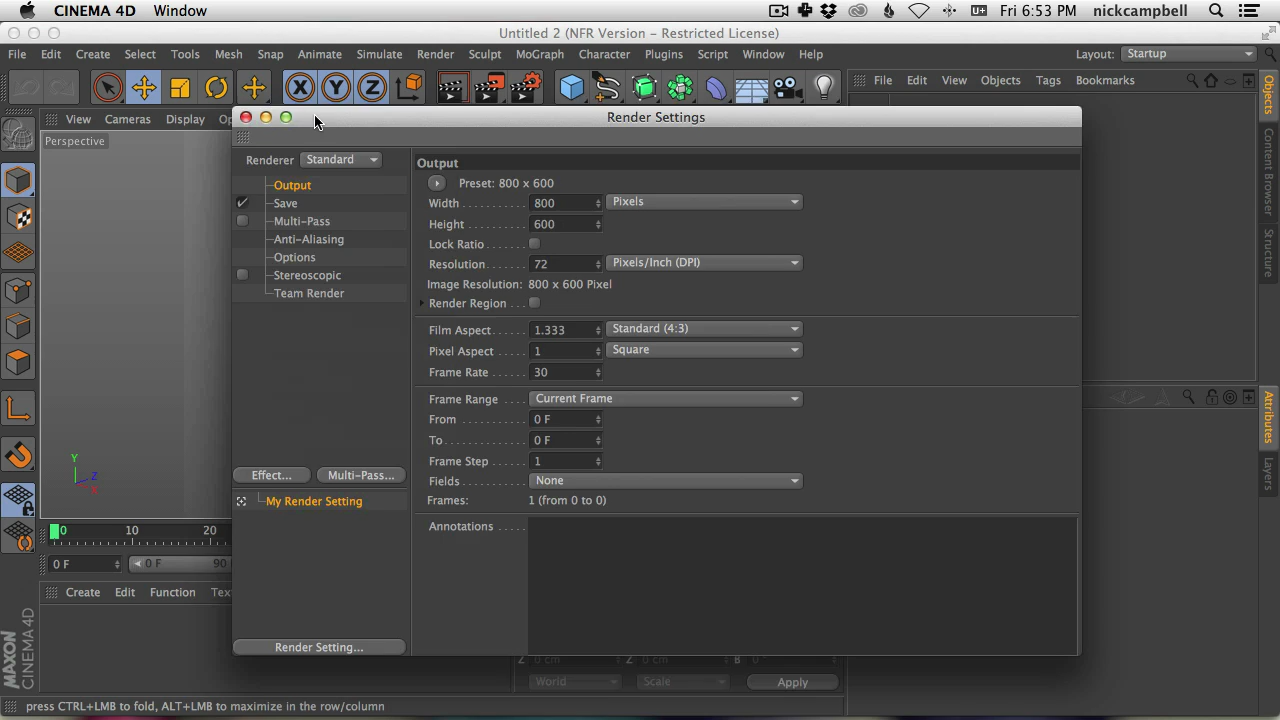 CINEMA 4D Window Fri 6:53 PM nickcampbell
Untitled 2 (NFR Version - Restricted License)
File Edit Create Select Tools Mesh Snap Animate Simulate Render Sculpt MoGraph Character Plugins Script Window Help Layout: Startup
X Y Z
File Edit View Objects Tags Bookmarks
View Cameras Display
Perspective
Render Settings
Renderer Standard
Output
Save
Multi-Pass
Anti-Aliasing
Options
Stereoscopic
Team Render
Effect... Multi-Pass...
My Render Setting
Render Setting...
Output
Preset: 800 x 600
Width 800 Pixels
Height 600
Lock Ratio
Resolution 72 Pixels/Inch (DPI)
Image Resolution: 800 x 600 Pixel
Render Region
Film Aspect 1.333 Standard (4:3)
Pixel Aspect 1 Square
Frame Rate 30
Frame Range Current Frame
From 0 F
To 0 F
Frame Step 1
Fields None
Frames: 1 (from 0 to 0)
Annotations
Objects
Content Browser
Structure
Attributes
Layers
Y
Z
X
0 10 20
0 F 0 F 90
Create Edit Function
Z 0 cm Z 0 cm B 0°
World Scale Apply
MAXON
CINEMA 4D
press CTRL+LMB to fold, ALT+LMB to maximize in the row/column